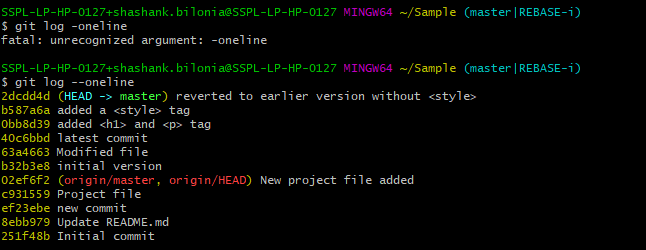 SSPL-LP-HP-0127+shashank.bilonia@SSPL-LP-HP-0127 MINGW64 ~/Sample (master|REBASE-i)
$ git log -oneline
fatal: unrecognized argument: -oneline
SSPL-LP-HP-0127+shashank.bilonia@SSPL-LP-HP-0127 MINGW64 ~/Sample (master|REBASE-i)
$ git log --oneline
2dcdd4d (HEAD -> master) reverted to earlier version without <style>
b587a6a added a <style> tag
0bb8d39 added <h1> and <p> tag
40c6bbd latest commit
63a4663 Modified file
b32b3e8 initial version
02ef6f2 (origin/master, origin/HEAD) New project file added
c931559 Project file
ef23ebe new commit
8ebb979 Update README.md
251f48b Initial commit